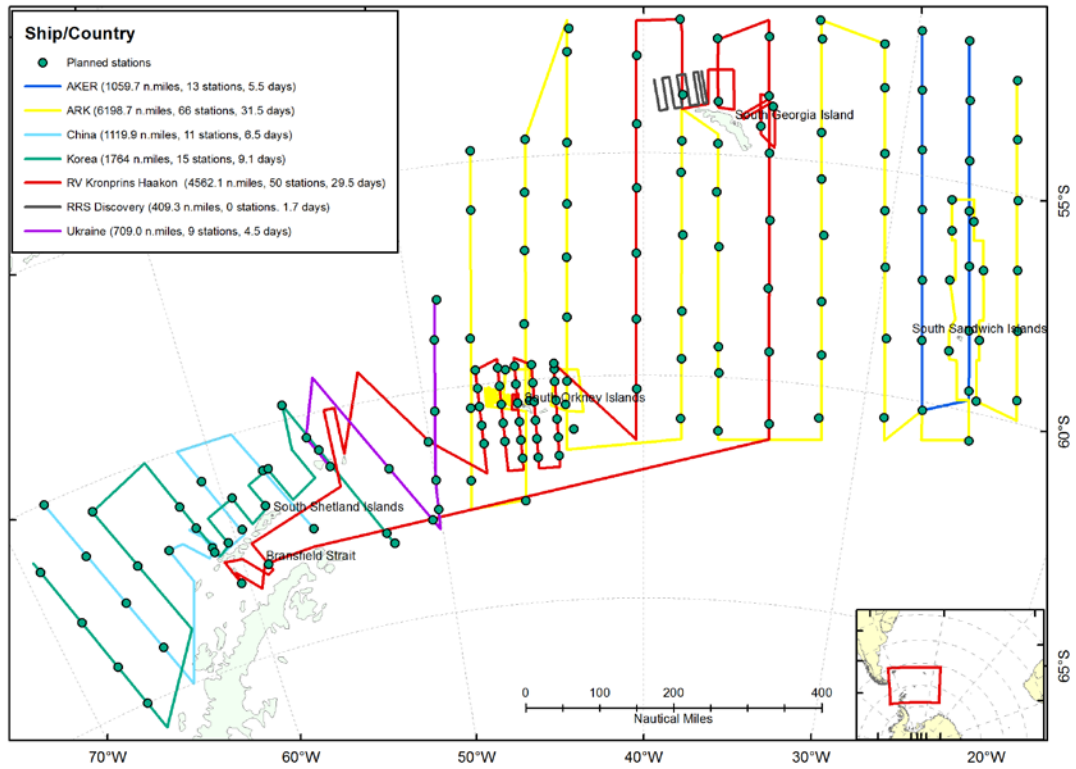 Ship/Country
Planned stations
AKER (1059.7 n.miles, 13 stations, 5.5 days)
ARK (6198.7 n.miles, 66 stations, 31.5 days)
China (1119.9 n.miles, 11 stations, 6.5 days)
Korea (1764 n.miles, 15 stations, 9.1 days)
RV Kronprins Haakon (4562.1 n.miles, 50 stations, 29.5 days)
RRS Discovery (409.3 n.miles, 0 stations. 1.7 days)
Ukraine (709.0 n.miles, 9 stations, 4.5 days)
South Georgia Island
55°S
South Sandwich Islands
South Orkney Islands
60°S
South Shetland Islands
Bransfield Strait
65°S
0 100 200 400
Nautical Miles
70°W 60°W 50°W 40°W 30°W 20°W